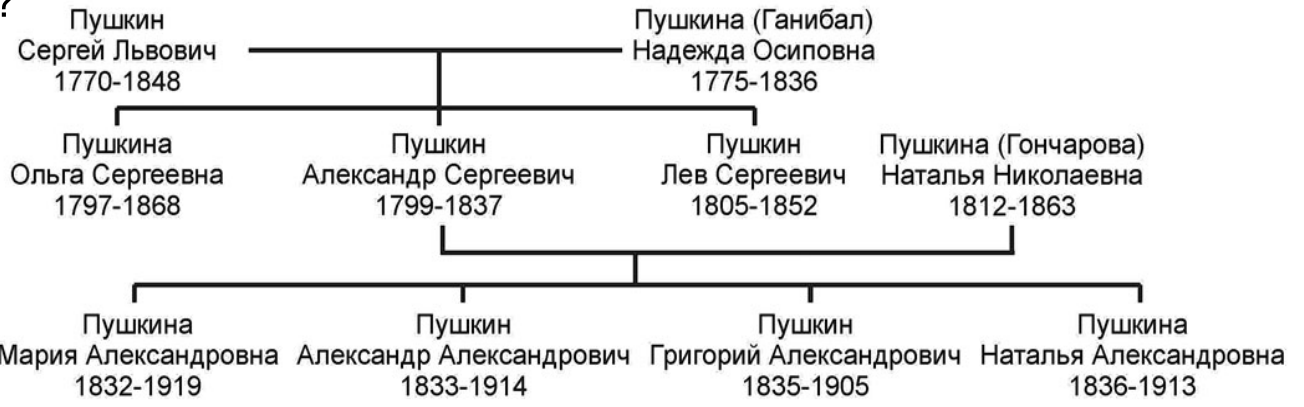 ?
Пушкин
Сергей Львович
1770-1848
Пушкина (Ганибал)
Надежда Осиповна
1775-1836
Пушкина
Ольга Сергеевна
1797-1868
Пушкин
Александр Сергеевич
1799-1837
Пушкин
Лев Сергеевич
1805-1852
Пушкина (Гончарова)
Наталья Николаевна
1812-1863
Пушкина
Мария Александровна
1832-1919
Пушкин
Александр Александрович
1833-1914
Пушкин
Григорий Александрович
1835-1905
Пушкина
Наталья Александровна
1836-1913